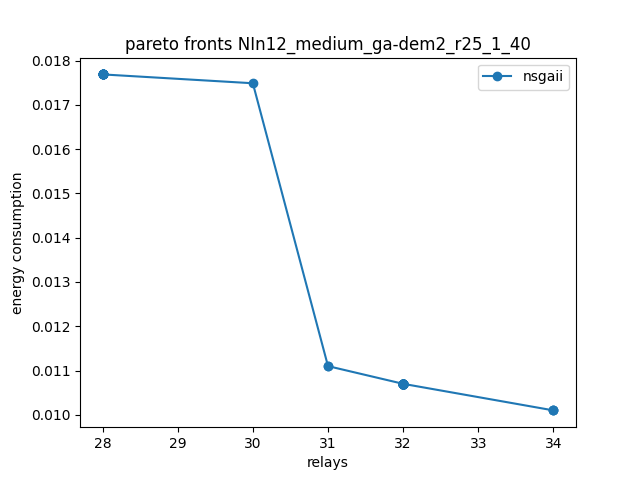 pareto fronts NIn12_medium_ga-dem2_r25_1_40
nsgaii
0.018
0.017
0.016
0.015
0.014
0.013
0.012
0.011
0.010
energy consumption
28 29 30 31 32 33 34
relays